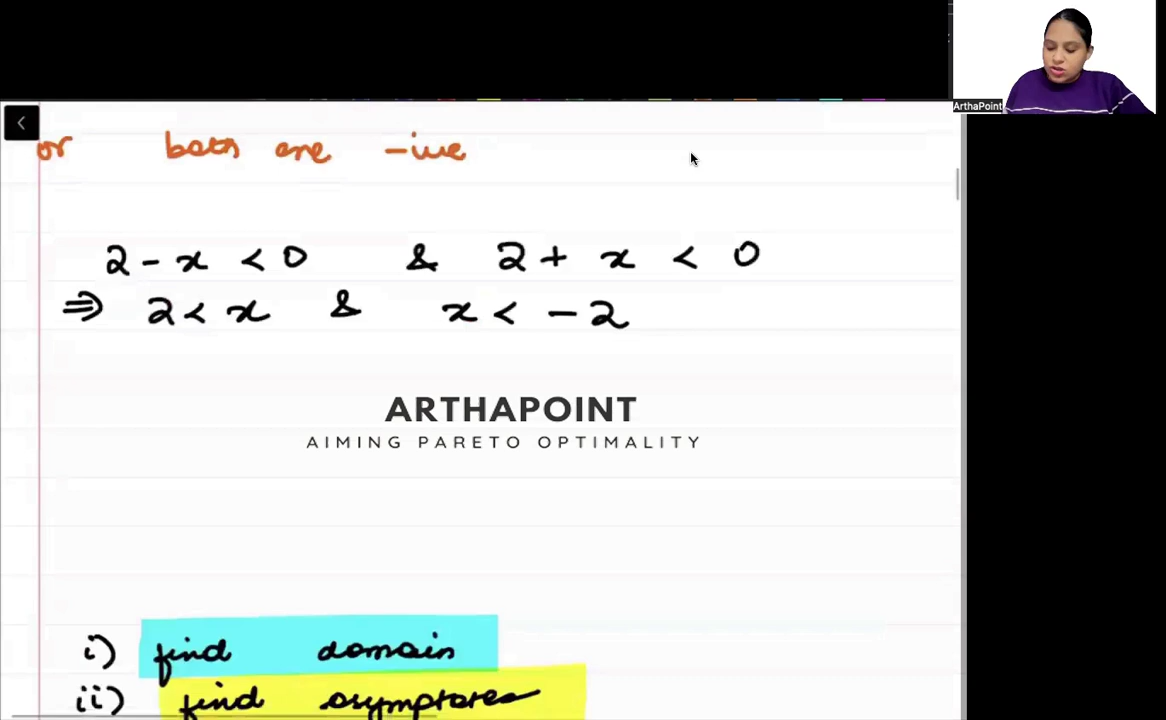 ArthaPoint
or both are -ive
2 - x < 0 & 2 + x < 0
⇒ 2 < x & x < - 2
ARTHAPOINT
AIMING PARETO OPTIMALITY
i) find domain
ii) find asymptotes